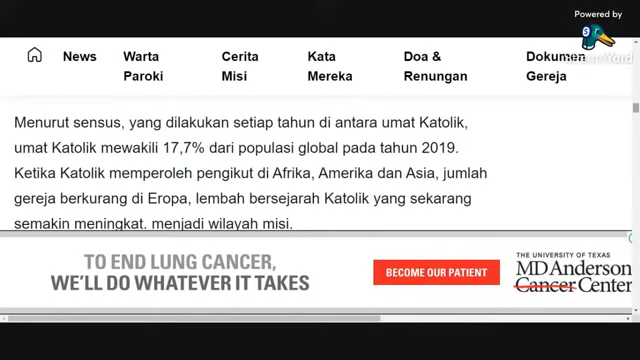 Powered by
StreamYard
News
Warta Paroki
Cerita Misi
Kata Mereka
Doa & Renungan
Dokumen Gereja
Menurut sensus, yang dilakukan setiap tahun di antara umat Katolik,
umat Katolik mewakili 17,7% dari populasi global pada tahun 2019.
Ketika Katolik memperoleh pengikut di Afrika, Amerika dan Asia, jumlah
gereja berkurang di Eropa, lembah bersejarah Katolik yang sekarang
semakin meningkat, menjadi wilayah misi.
TO END LUNG CANCER,
WE'LL DO WHATEVER IT TAKES
BECOME OUR PATIENT
THE UNIVERSITY OF TEXAS
MD Anderson
Cancer Center